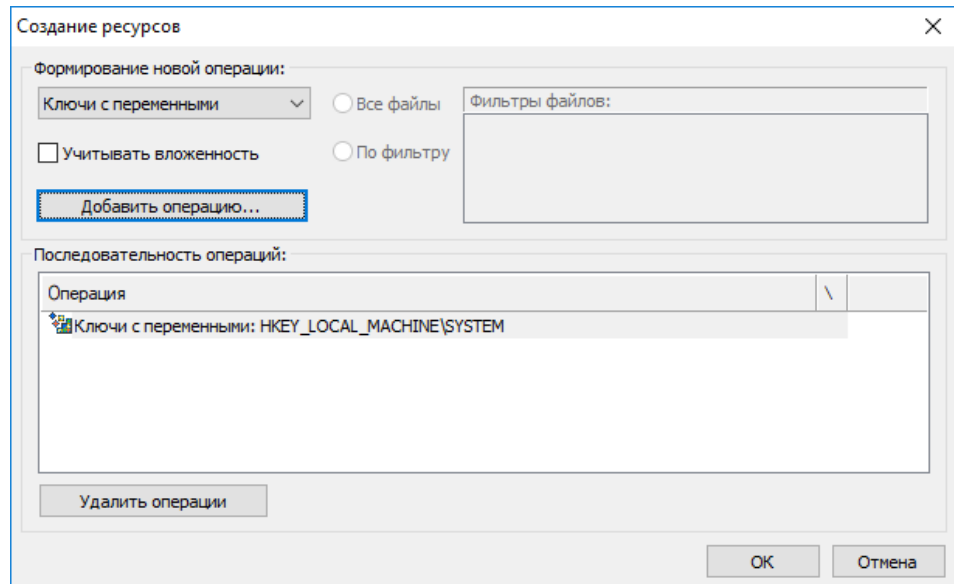 Создание ресурсов
Формирование новой операции:
Ключи с переменными
Все файлы
Фильтры файлов:
Учитывать вложенность
По фильтру
Добавить операцию...
Последовательность операций:
Операция \
Ключи с переменными: HKEY_LOCAL_MACHINE\SYSTEM
Удалить операции
ОК Отмена